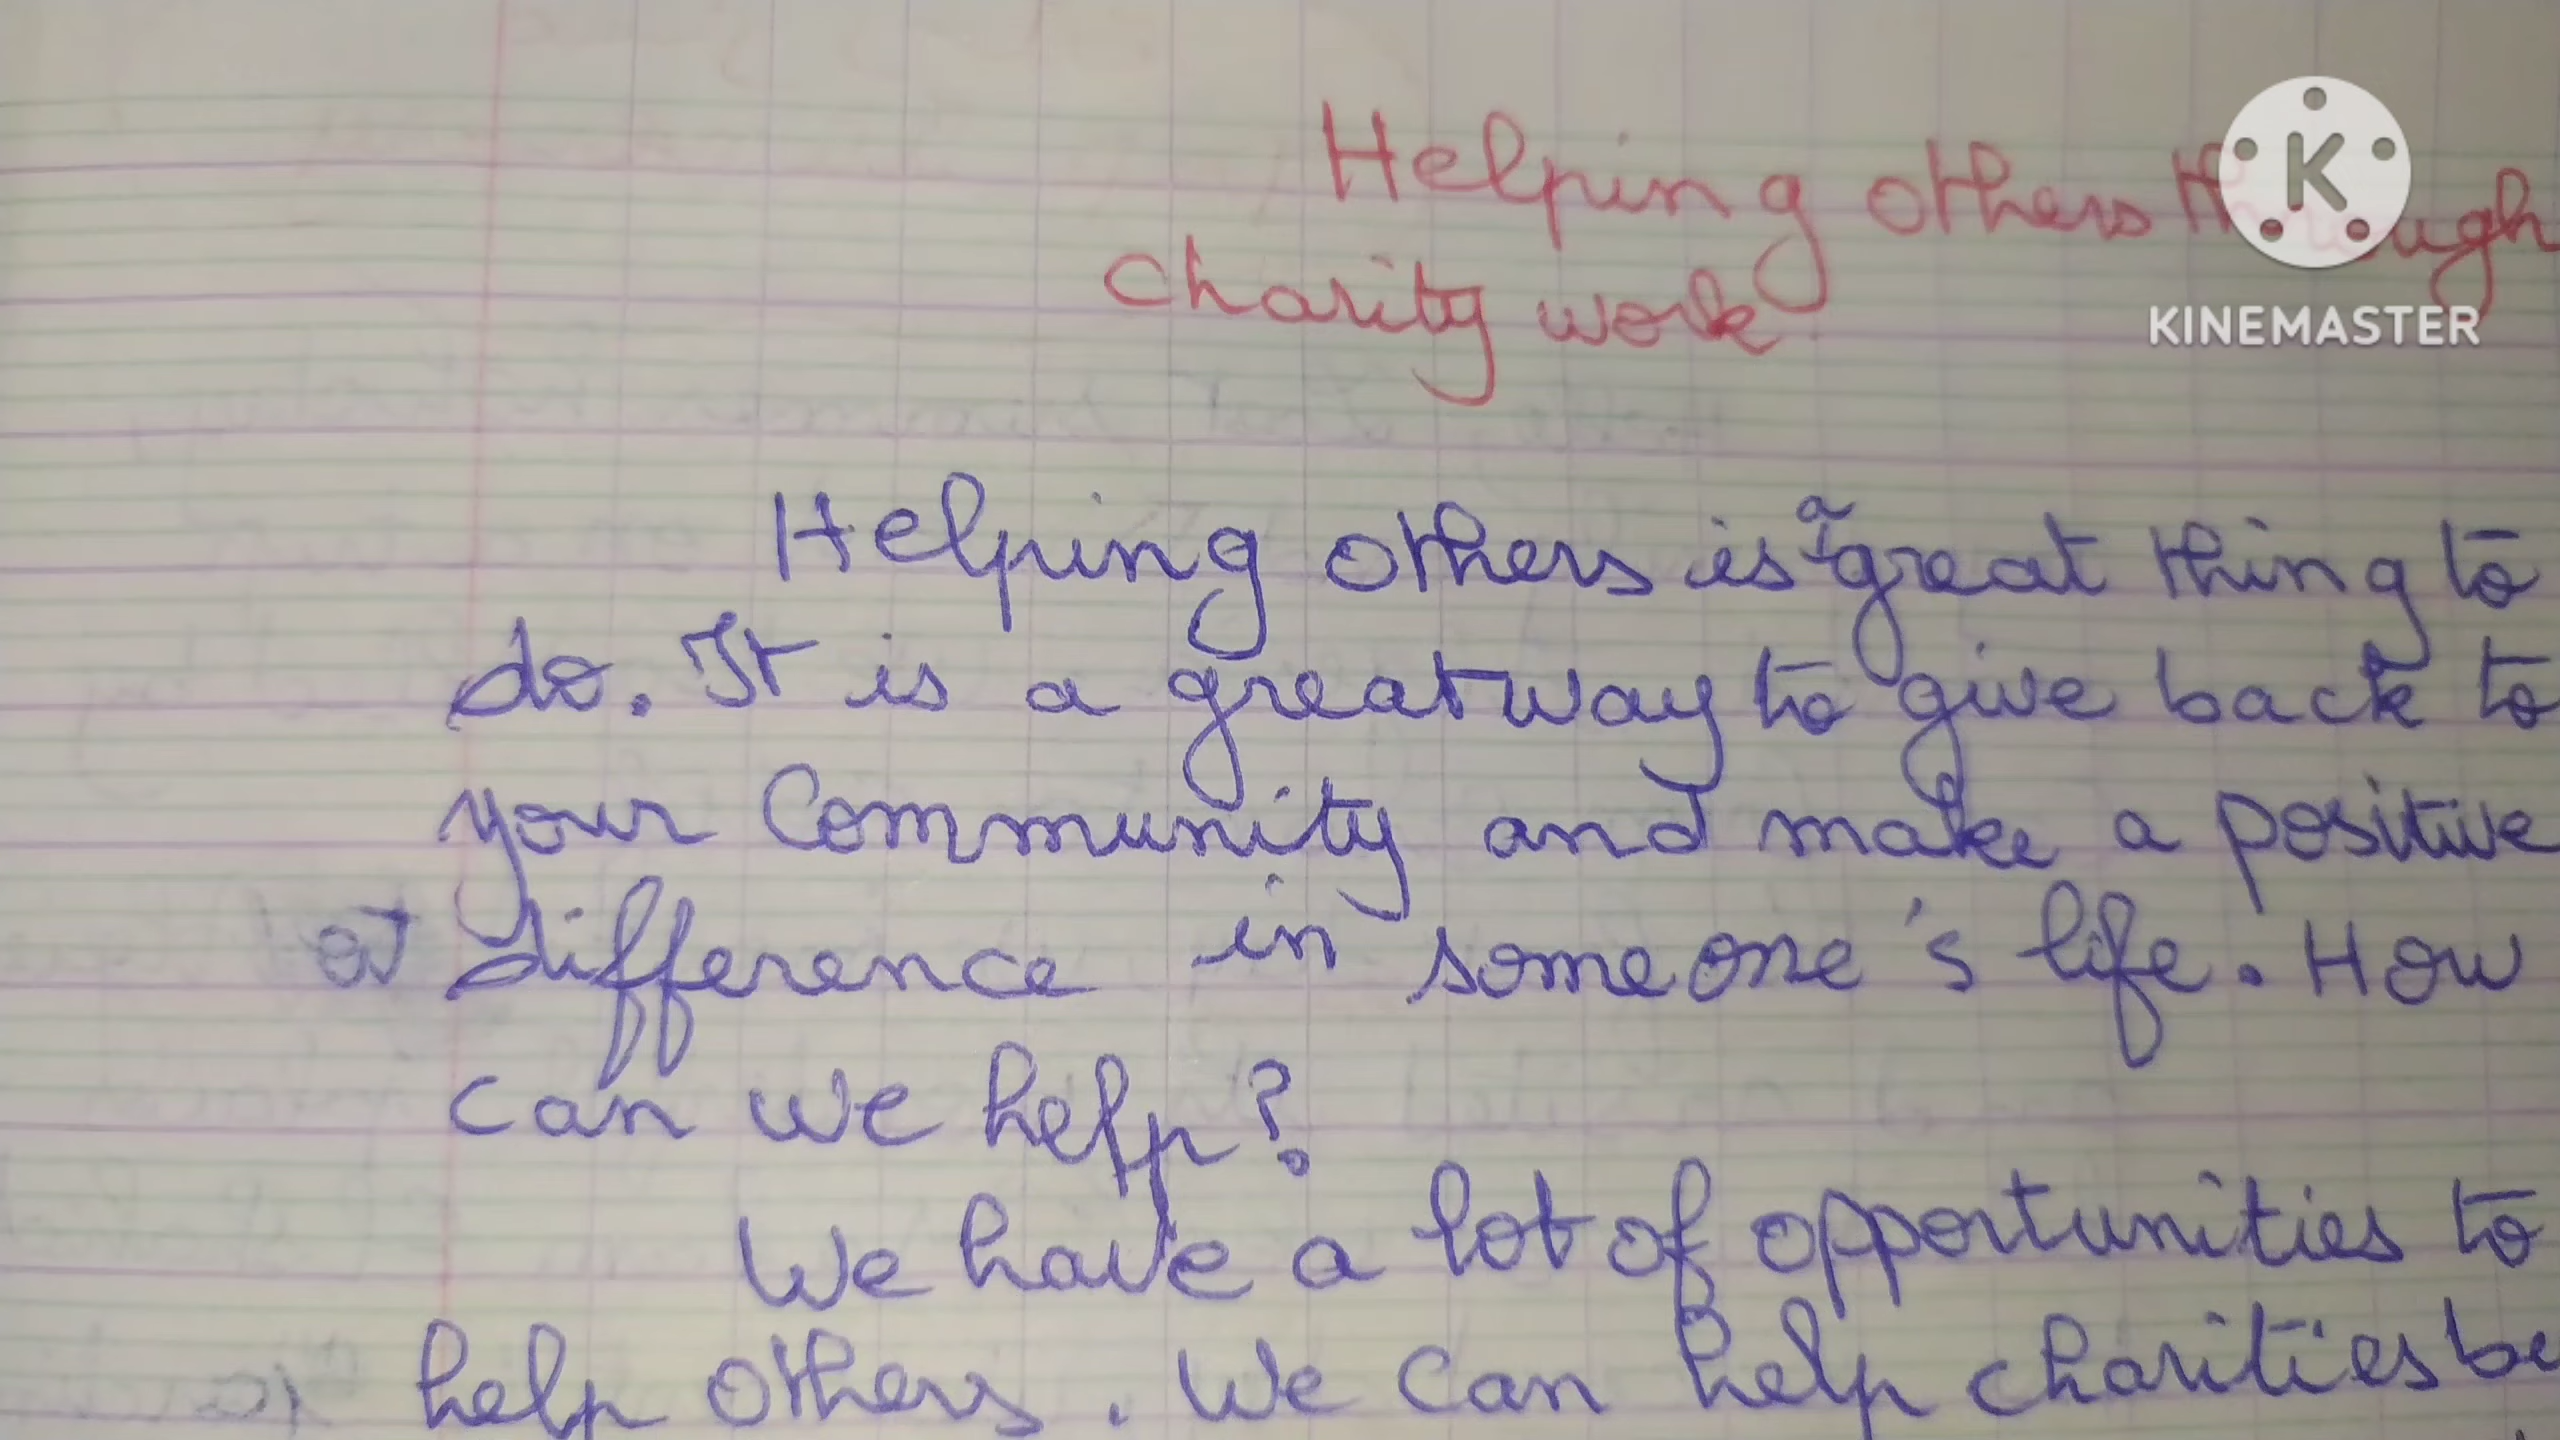 Helping others through
charity work
KINEMASTER
Helping others is a great thing to
do. It is a great way to give back to
your Community and make a positive
difference in someone's life. How
can we help?
We have a lot of opportunities to
help others. We can help charities be